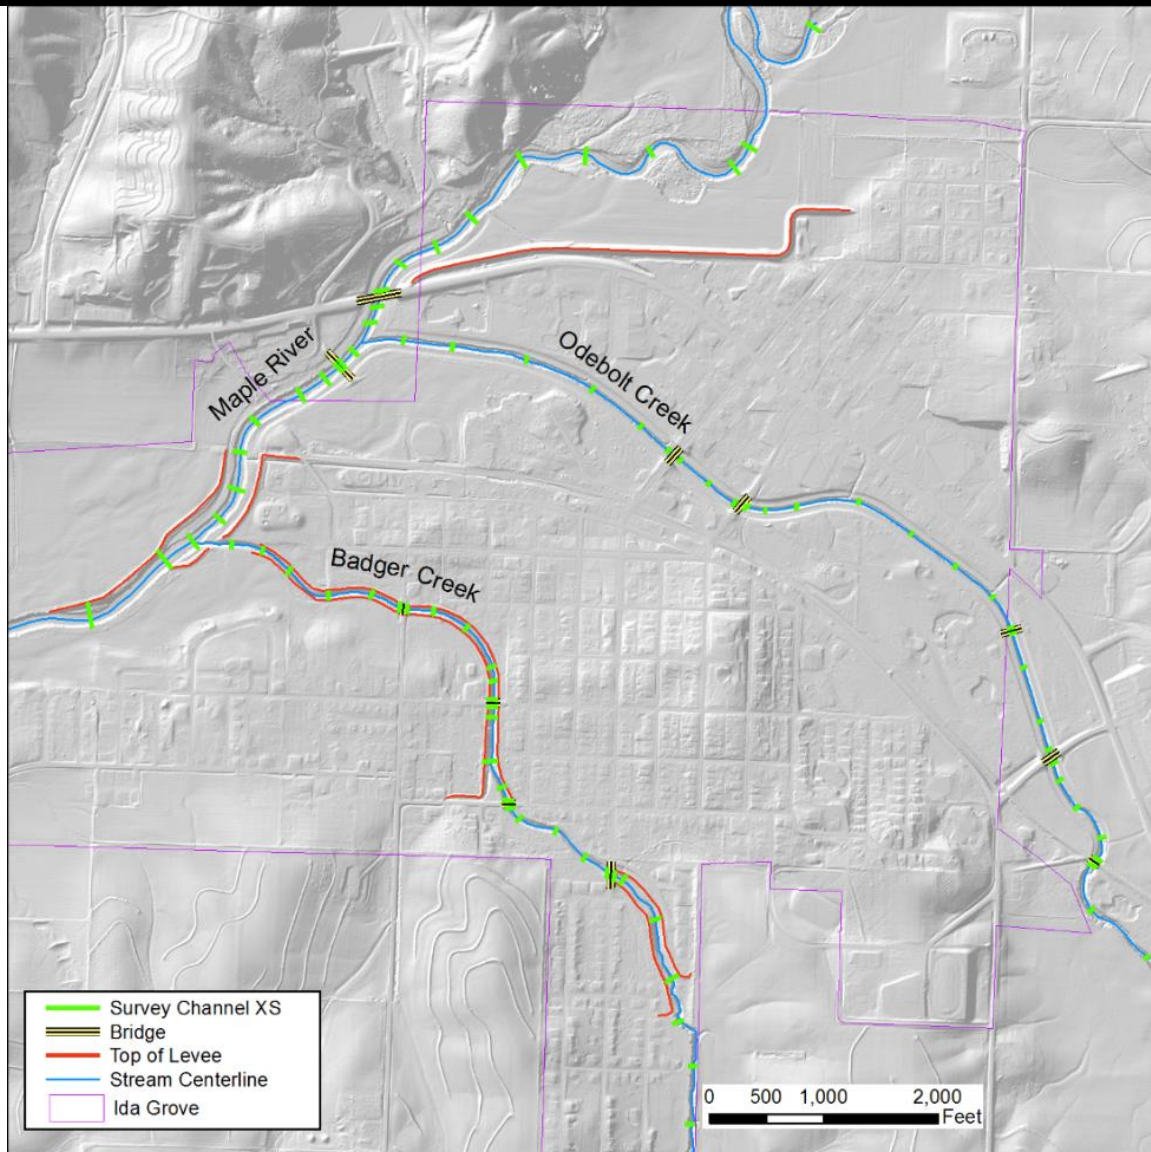 Maple River
Odebolt Creek
Badger Creek
Survey Channel XS
Bridge
Top of Levee
Stream Centerline
Ida Grove
0 500 1,000 2,000
Feet